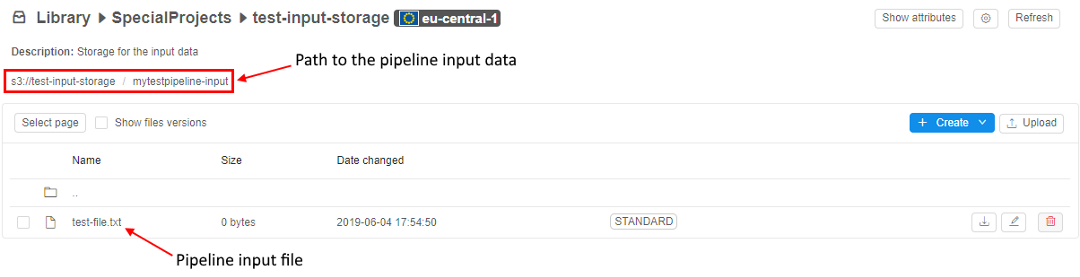 Library SpecialProjects test-input-storage eu-central-1 Show attributes Refresh
Description: Storage for the input data
Path to the pipeline input data
s3://test-input-storage / mytestpipeline-input
Select page Show files versions + Create Upload
Name Size Date changed
..
test-file.txt 0 bytes 2019-06-04 17:54:50 STANDARD
Pipeline input file